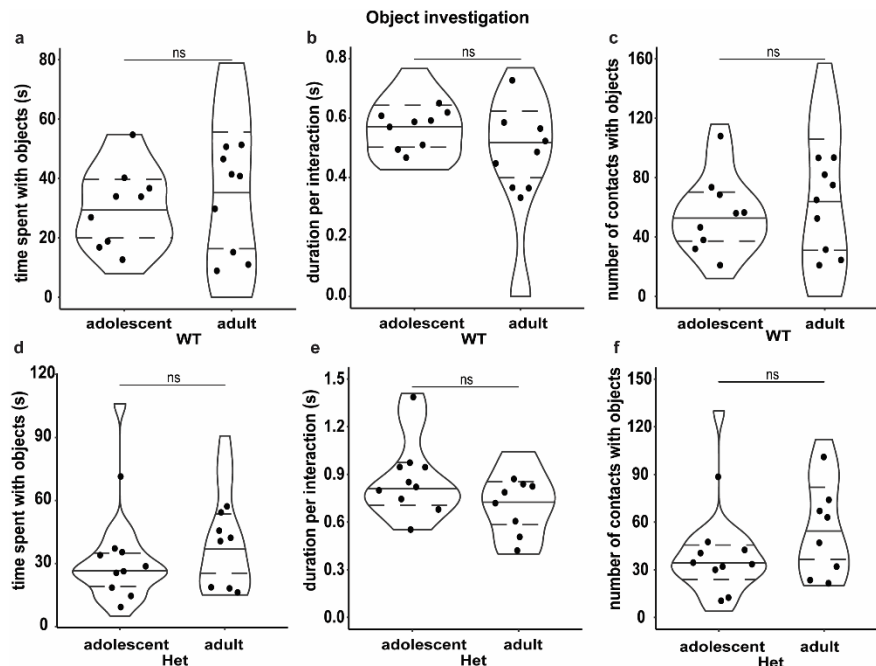 Object investigation
a
ns
time spent with objects (s)
80
60
40
20
0
adolescent adult
WT
b
ns
duration per interaction (s)
0.8
0.6
0.4
0.2
0.0
adolescent adult
WT
c
ns
number of contacts with objects
160
120
80
40
0
adolescent adult
WT
d
ns
time spent with objects (s)
120
90
60
30
0
adolescent adult
Het
e
ns
duration per interaction (s)
1.5
1.2
0.9
0.6
0.3
0.0
adolescent adult
Het
f
ns
number of contacts with objects
150
120
90
60
30
0
adolescent adult
Het